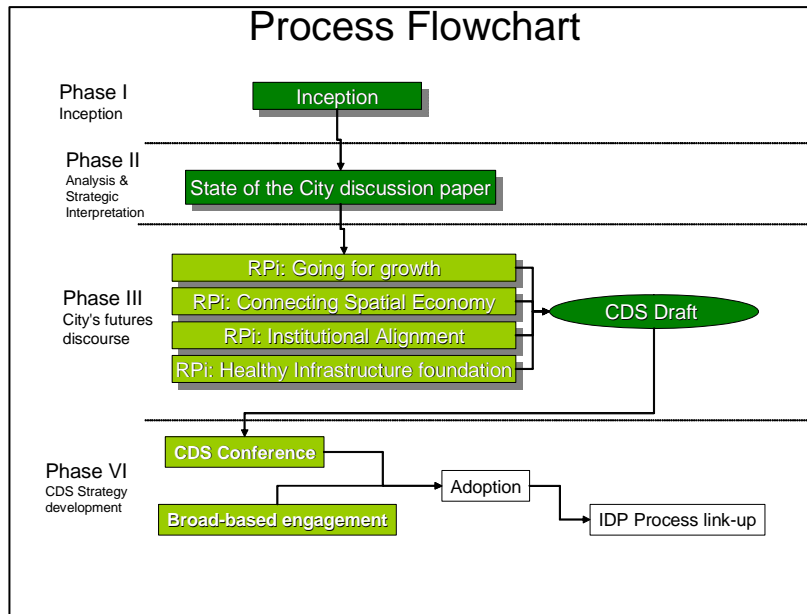 Process Flowchart
Phase I
Inception
Inception
Phase II
Analysis &
Strategic
Interpretation
State of the City discussion paper
Phase III
City's futures
discourse
RPi: Going for growth
RPi: Connecting Spatial Economy
RPi: Institutional Alignment
RPi: Healthy Infrastructure foundation
CDS Draft
Phase VI
CDS Strategy
development
CDS Conference
Broad-based engagement
Adoption
IDP Process link-up